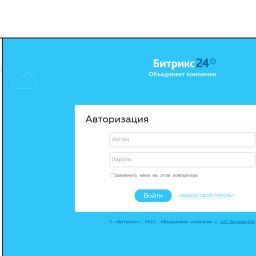 Битрикс24
Объединяет компанию
Авторизация
Логин
Пароль
Запомнить меня на этом компьютере
Войти
ЗАБЫЛИ СВОЙ ПАРОЛЬ?
© «Битрикс», 2021. Объединяем компании с «1С-Битрикс24»